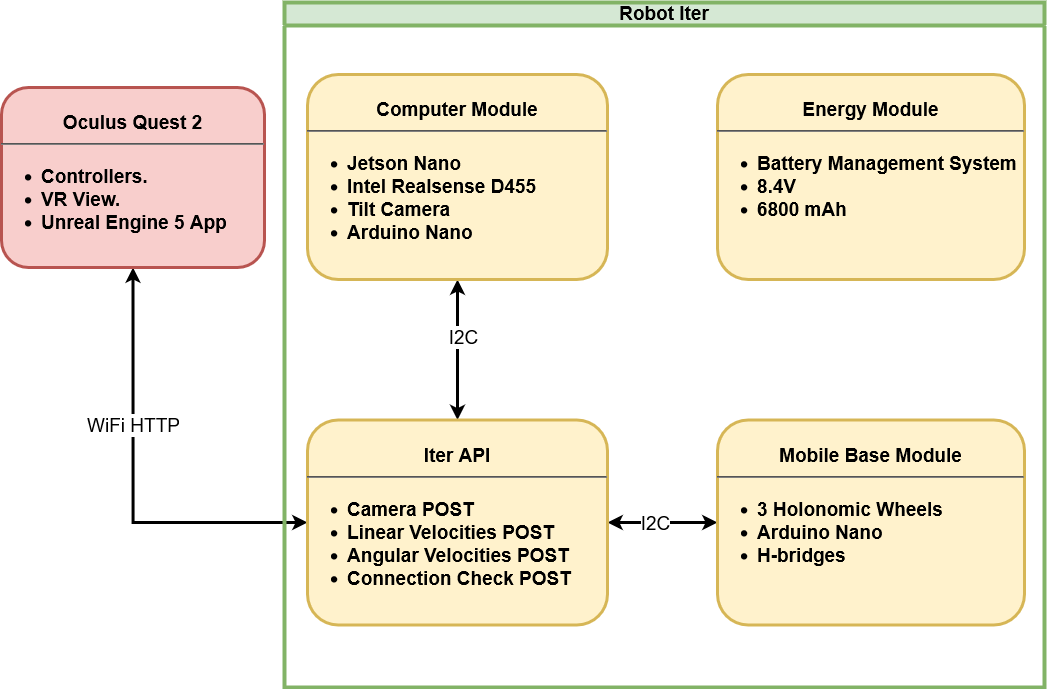 Robot Iter
Oculus Quest 2
Controllers.
VR View.
Unreal Engine 5 App
Computer Module
Jetson Nano
Intel Realsense D455
Tilt Camera
Arduino Nano
Energy Module
Battery Management System
8.4V
6800 mAh
I2C
WiFi HTTP
Iter API
Camera POST
Linear Velocities POST
Angular Velocities POST
Connection Check POST
I2C
Mobile Base Module
3 Holonomic Wheels
Arduino Nano
H-bridges